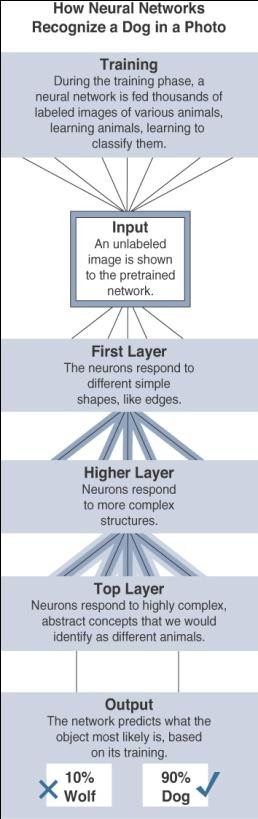 How Neural Networks
Recognize a Dog in a Photo
Training
During the training phase, a
neural network is fed thousands of
labeled images of various animals,
learning animals, learning to
classify them.
Input
An unlabeled
image is shown
to the pretrained
network.
First Layer
The neurons respond to
different simple
shapes, like edges.
Higher Layer
Neurons respond
to more complex
structures.
Top Layer
Neurons respond to highly complex,
abstract concepts that we would
identify as different animals.
Output
The network predicts what the
object most likely is, based
on its training.
10%
Wolf
90%
Dog